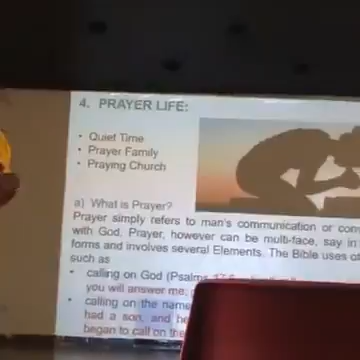 4. PRAYER LIFE:
• Quiet Time
• Prayer Family
• Praying Church
a) What is Prayer?
Prayer simply refers to man's communication or
with God. Prayer, however can be multi-face, say in
forms and involves several Elements. The Bible uses
such as
• calling on God (Psalms 17:6
you will answer me,
• calling on the name
had a son, and he
began to call on the